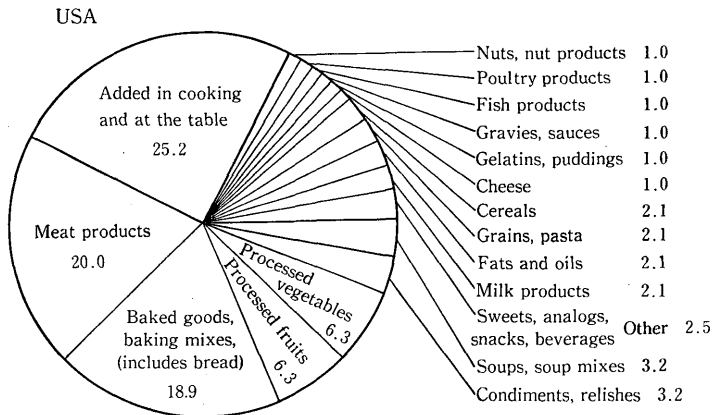 USA
Added in cooking
and at the table
25.2
Meat products
20.0
Baked goods,
baking mixes,
(includes bread)
18.9
Processed fruits
6.3
Processed
vegetables
6.3
Nuts, nut products 1.0
Poultry products 1.0
Fish products 1.0
Gravies, sauces 1.0
Gelatins, puddings 1.0
Cheese 1.0
Cereals 2.1
Grains, pasta 2.1
Fats and oils 2.1
Milk products 2.1
Sweets, analogs,
snacks, beverages Other 2.5
Soups, soup mixes 3.2
Condiments, relishes 3.2